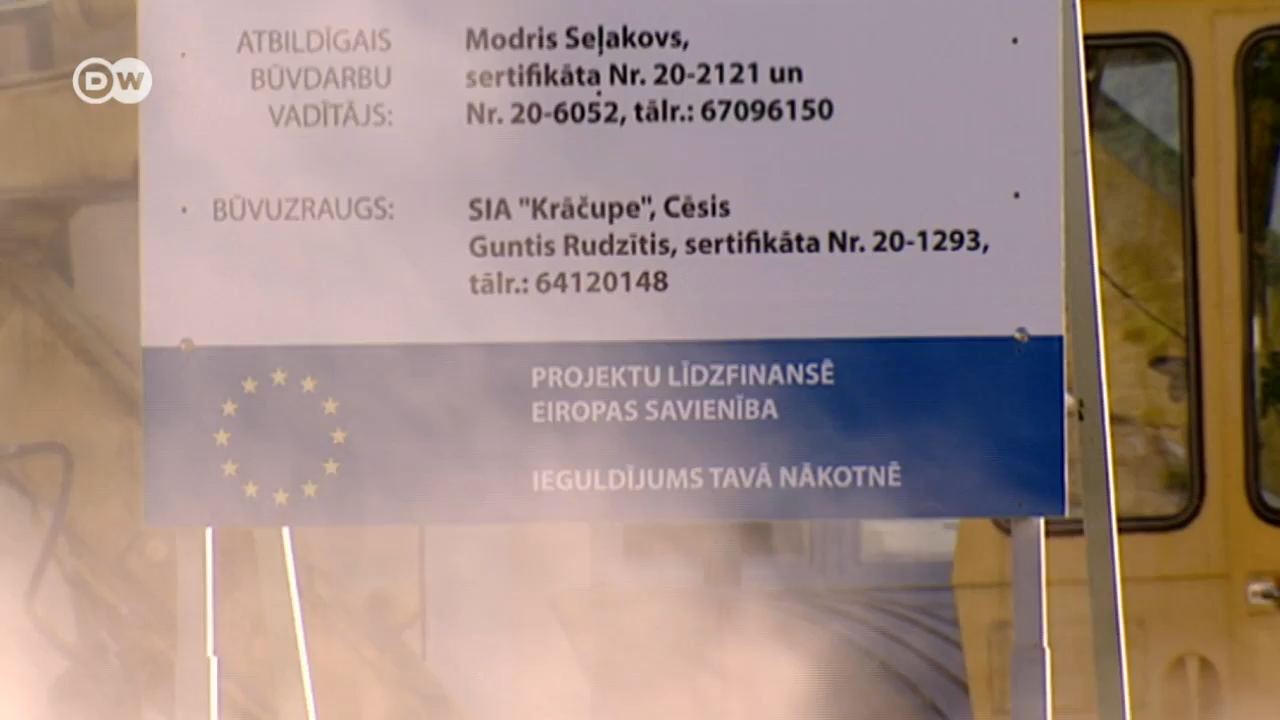 DW
ATBILDĪGAIS
BŪVDARBU
VADĪTĀJS:
Modris Seļakovs,
sertifikāta Nr. 20-2121 un
Nr. 20-6052, tālr.: 67096150
BŪVUZRAUGS:
SIA "Krāčupe", Cēsis
Guntis Rudzītis, sertifikāta Nr. 20-1293,
tālr.: 64120148
PROJEKTU LĪDZFINANSĒ
EIROPAS SAVIENĪBA
IEGULDĪJUMS TAVĀ NĀKOTNĒ